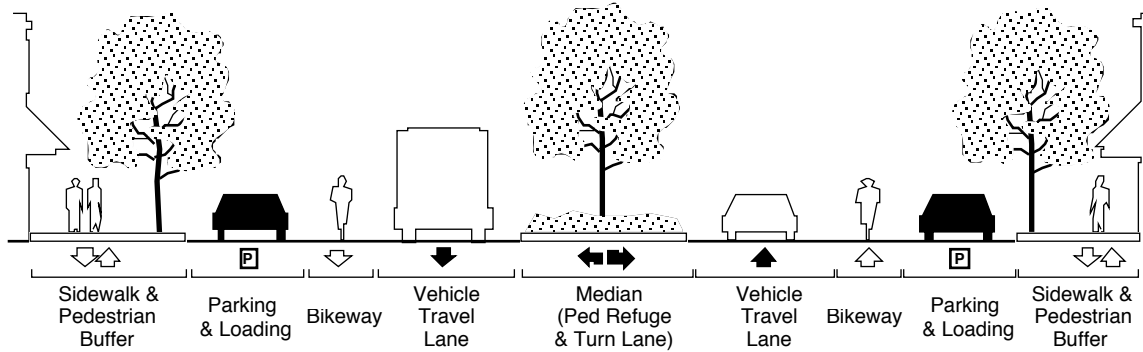 P
P
Sidewalk &
Pedestrian
Buffer
Parking
& Loading
Bikeway
Vehicle
Travel
Lane
Median
(Ped Refuge
& Turn Lane)
Vehicle
Travel
Lane
Bikeway
Parking
& Loading
Sidewalk &
Pedestrian
Buffer